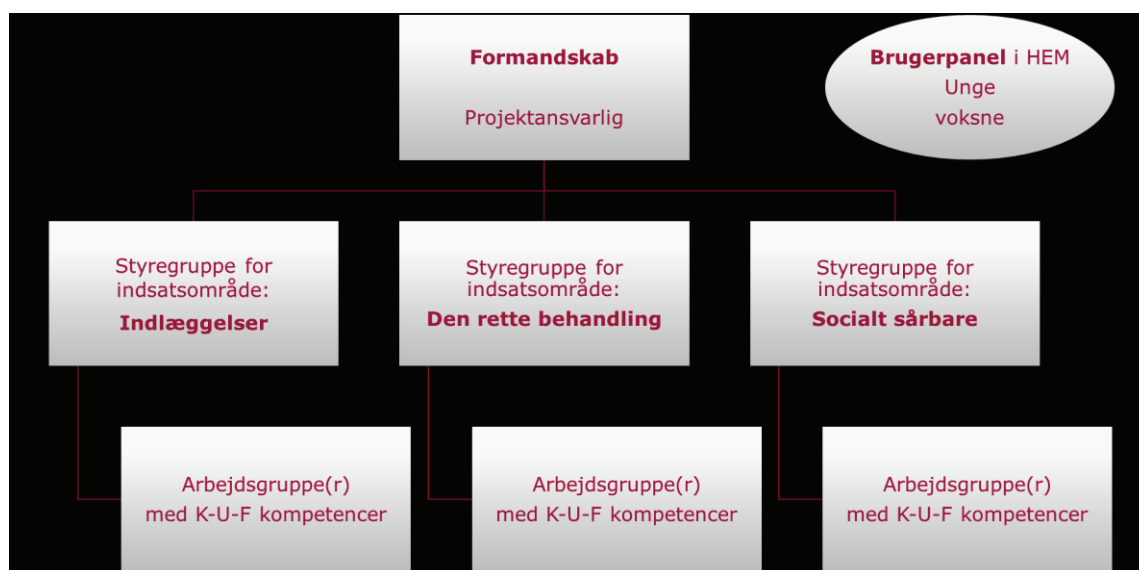 Formandskab
Projektansvarlig
Brugerpanel i HEM
Unge
voksne
Styregruppe for
indsatsområde:
Indlæggelser
Styregruppe for
indsatsområde:
Den rette behandling
Styregruppe for
indsatsområde:
Socialt sårbare
Arbejdsgruppe(r)
med K-U-F kompetencer
Arbejdsgruppe(r)
med K-U-F kompetencer
Arbejdsgruppe(r)
med K-U-F kompetencer